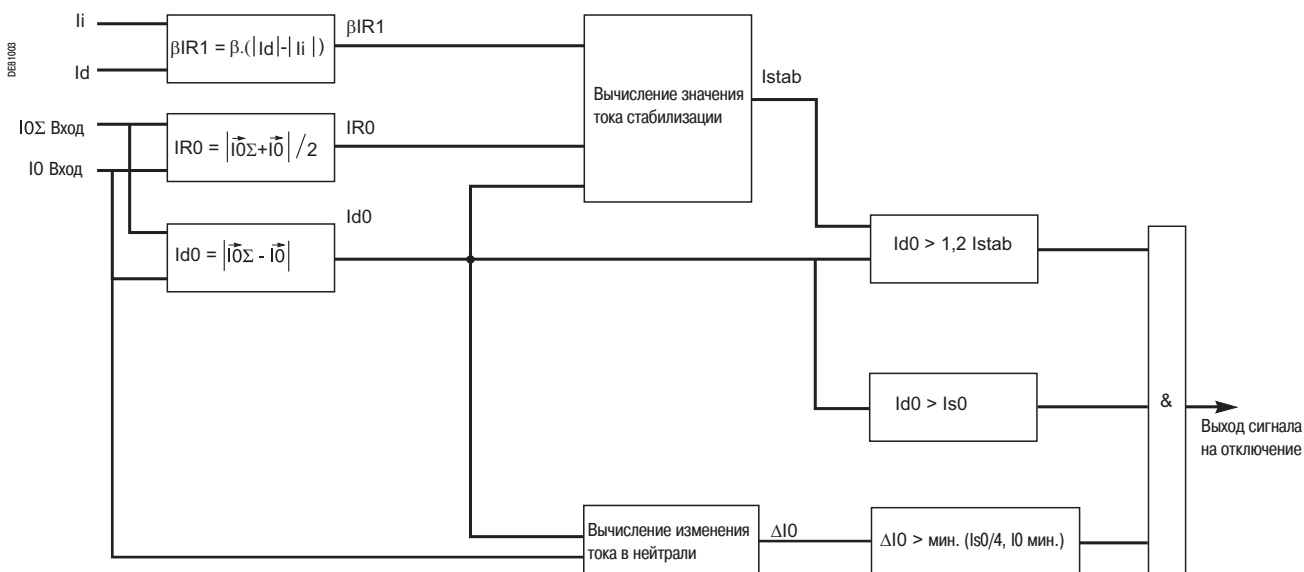 Ii
Id
DE81003
βIR1 = β.(|Id|-|Ii |)
βIR1
I0Σ Вход
I0 Вход
IR0 = |I0Σ+I0| /2
IR0
Id0 = |I0Σ - I0|
Id0
Вычисление значения
тока стабилизации
Istab
Id0 > 1,2 Istab
Id0 > Is0
&
Выход сигнала
на отключение
Вычисление изменения
тока в нейтрали
ΔI0
ΔI0 > мин. (Is0/4, I0 мин.)